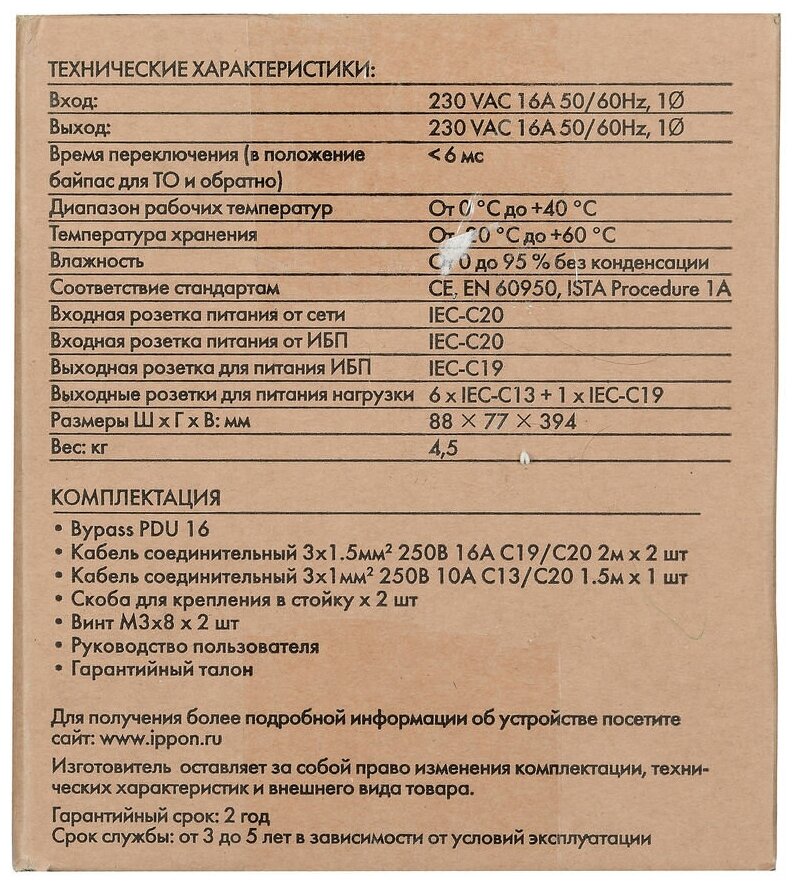 ТЕХНИЧЕСКИЕ ХАРАКТЕРИСТИКИ:
Вход: 230 VAC 16A 50/60Hz, 1Ø
Выход: 230 VAC 16A 50/60Hz, 1Ø
Время переключения (в положение < 6 мс
байпас для ТО и обратно)
Диапазон рабочих температур От 0 °C до +40 °C
Температура хранения 20 °C до +60 °C
Влажность 0 до 95 % без конденсации
Соответствие стандартам CE, EN 60950, ISTA Procedure 1A
Входная розетка питания от сети IEC-C20
Входная розетка питания от ИБП IEC-C20
Выходная розетка для питания ИБП IEC-C19
Выходные розетки для питания нагрузки 6 x IEC-C13 + 1 x IEC-C19
Размеры Ш х Г х В: мм 88 × 77 × 394
Вес: кг 4,5
КОМПЛЕКТАЦИЯ
• Bypass PDU 16
• Кабель соединительный 3х1.5мм² 250В 16А С19/С20 2м х 2 шт
• Кабель соединительный 3х1мм² 250В 10А С13/С20 1.5м х 1 шт
• Скоба для крепления в стойку х 2 шт
• Винт М3х8 х 2 шт
• Руководство пользователя
• Гарантийный талон
Для получения более подробной информации об устройстве посетите
сайт: www.ippon.ru
Изготовитель оставляет за собой право изменения комплектации, техни-
ческих характеристик и внешнего вида товара.
Гарантийный срок: 2 год
Срок службы: от 3 до 5 лет в зависимости от условий эксплуатации